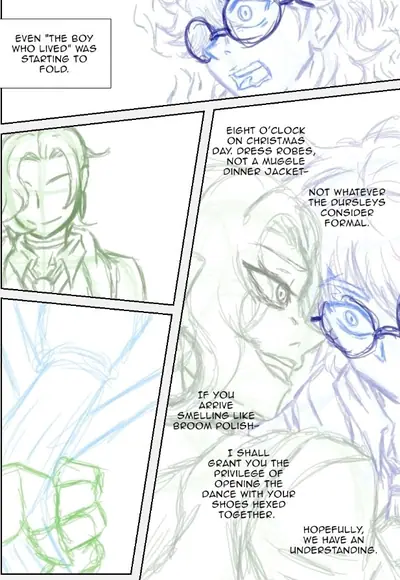 EVEN "THE BOY
WHO LIVED" WAS
STARTING TO
FOLD.
EIGHT O'CLOCK
ON CHRISTMAS
DAY. DRESS ROBES,
NOT A MUGGLE
DINNER JACKET-
NOT WHATEVER
THE DURSLEYS
CONSIDER
FORMAL.
IF YOU
ARRIVE
SMELLING LIKE
BROOM POLISH-
I SHALL
GRANT YOU THE
PRIVILEGE OF
OPENING THE
DANCE WITH YOUR
SHOES HEXED
TOGETHER.
HOPEFULLY,
WE HAVE AN
UNDERSTANDING.